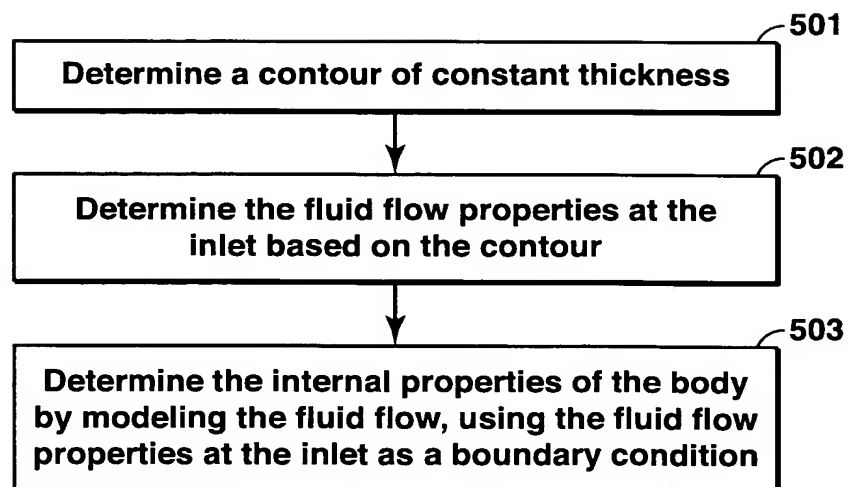 501
Determine a contour of constant thickness
502
Determine the fluid flow properties at the
inlet based on the contour
503
Determine the internal properties of the body
by modeling the fluid flow, using the fluid flow
properties at the inlet as a boundary condition